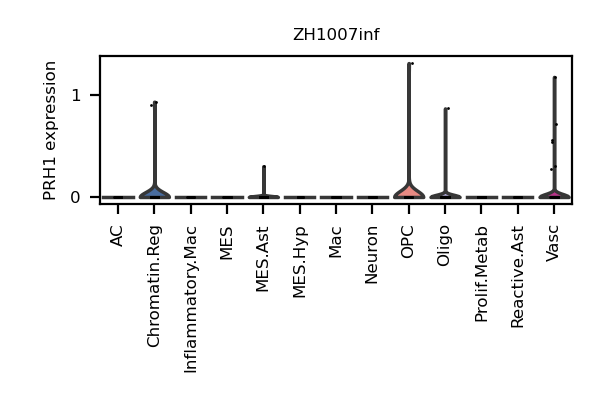 ZH1007inf
PRH1 expression
1
0
AC
Chromatin.Reg
Inflammatory.Mac
MES
MES.Ast
MES.Hyp
Mac
Neuron
OPC
Oligo
Prolif.Metab
Reactive.Ast
Vasc